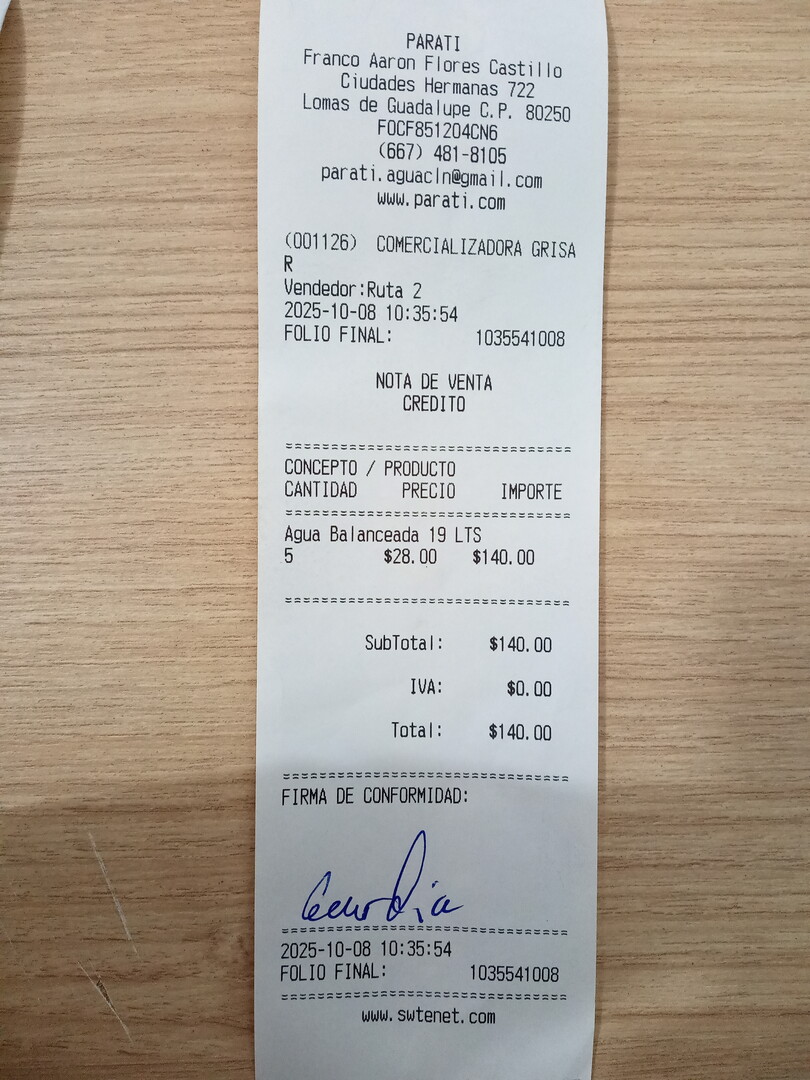 PARATI
Franco Aaron Flores Castillo
Ciudades Hermanas 722
Lomas de Guadalupe C.P. 80250
FOCF851204CN6
(667) 481-8105
parati.aguacln@gmail.com
www.parati.com
(001126) COMERCIALIZADORA GRISA
R
Vendedor:Ruta 2
2025-10-08 10:35:54
FOLIO FINAL: 1035541008
NOTA DE VENTA
CREDITO
CONCEPTO / PRODUCTO
CANTIDAD PRECIO IMPORTE
Agua Balanceada 19 LTS
5 $28.00 $140.00
SubTotal: $140.00
IVA: $0.00
Total: $140.00
FIRMA DE CONFORMIDAD:
2025-10-08 10:35:54
FOLIO FINAL: 1035541008
www.swtenet.com